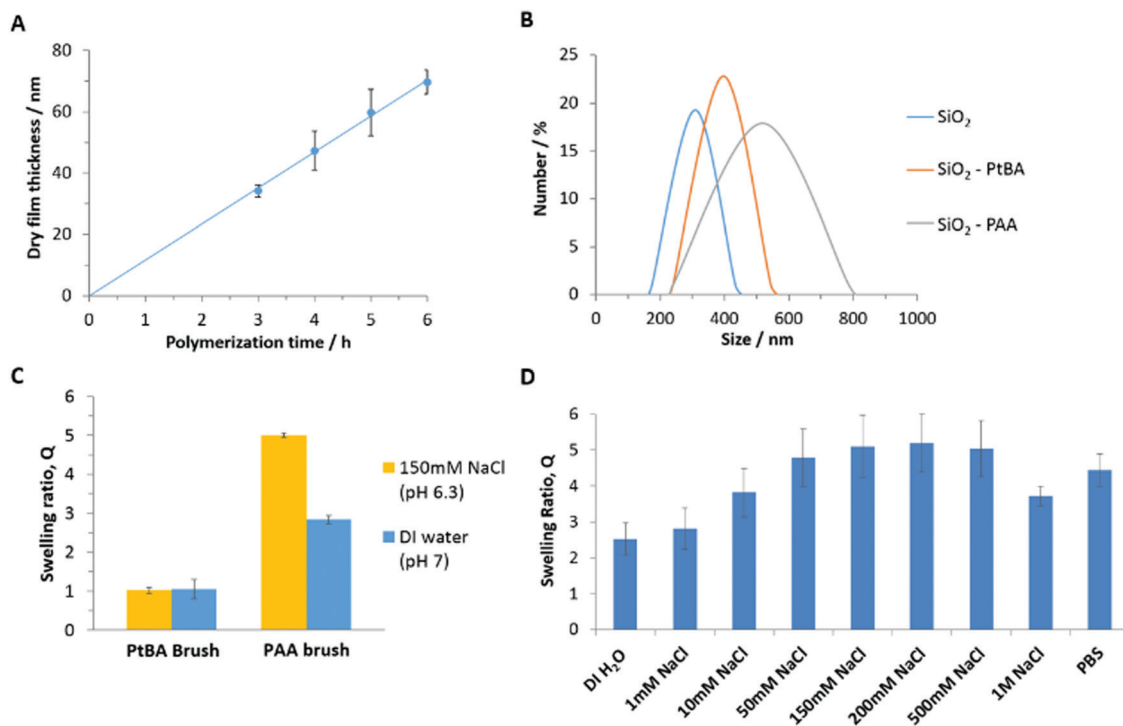 A
80
60
40
20
0
Dry film thickness / nm
0 1 2 3 4 5 6
Polymerization time / h
B
25
20
15
10
5
0
Number / %
0 200 400 600 800 1000
Size / nm
SiO₂
SiO₂ - PtBA
SiO₂ - PAA
C
6
5
4
3
2
1
0
Swelling ratio, Q
PtBA Brush PAA brush
150mM NaCl
(pH 6.3)
DI water
(pH 7)
D
6
5
4
3
2
1
0
Swelling Ratio, Q
DI H₂O
1mM NaCl
10mM NaCl
50mM NaCl
150mM NaCl
200mM NaCl
500mM NaCl
1M NaCl
PBS